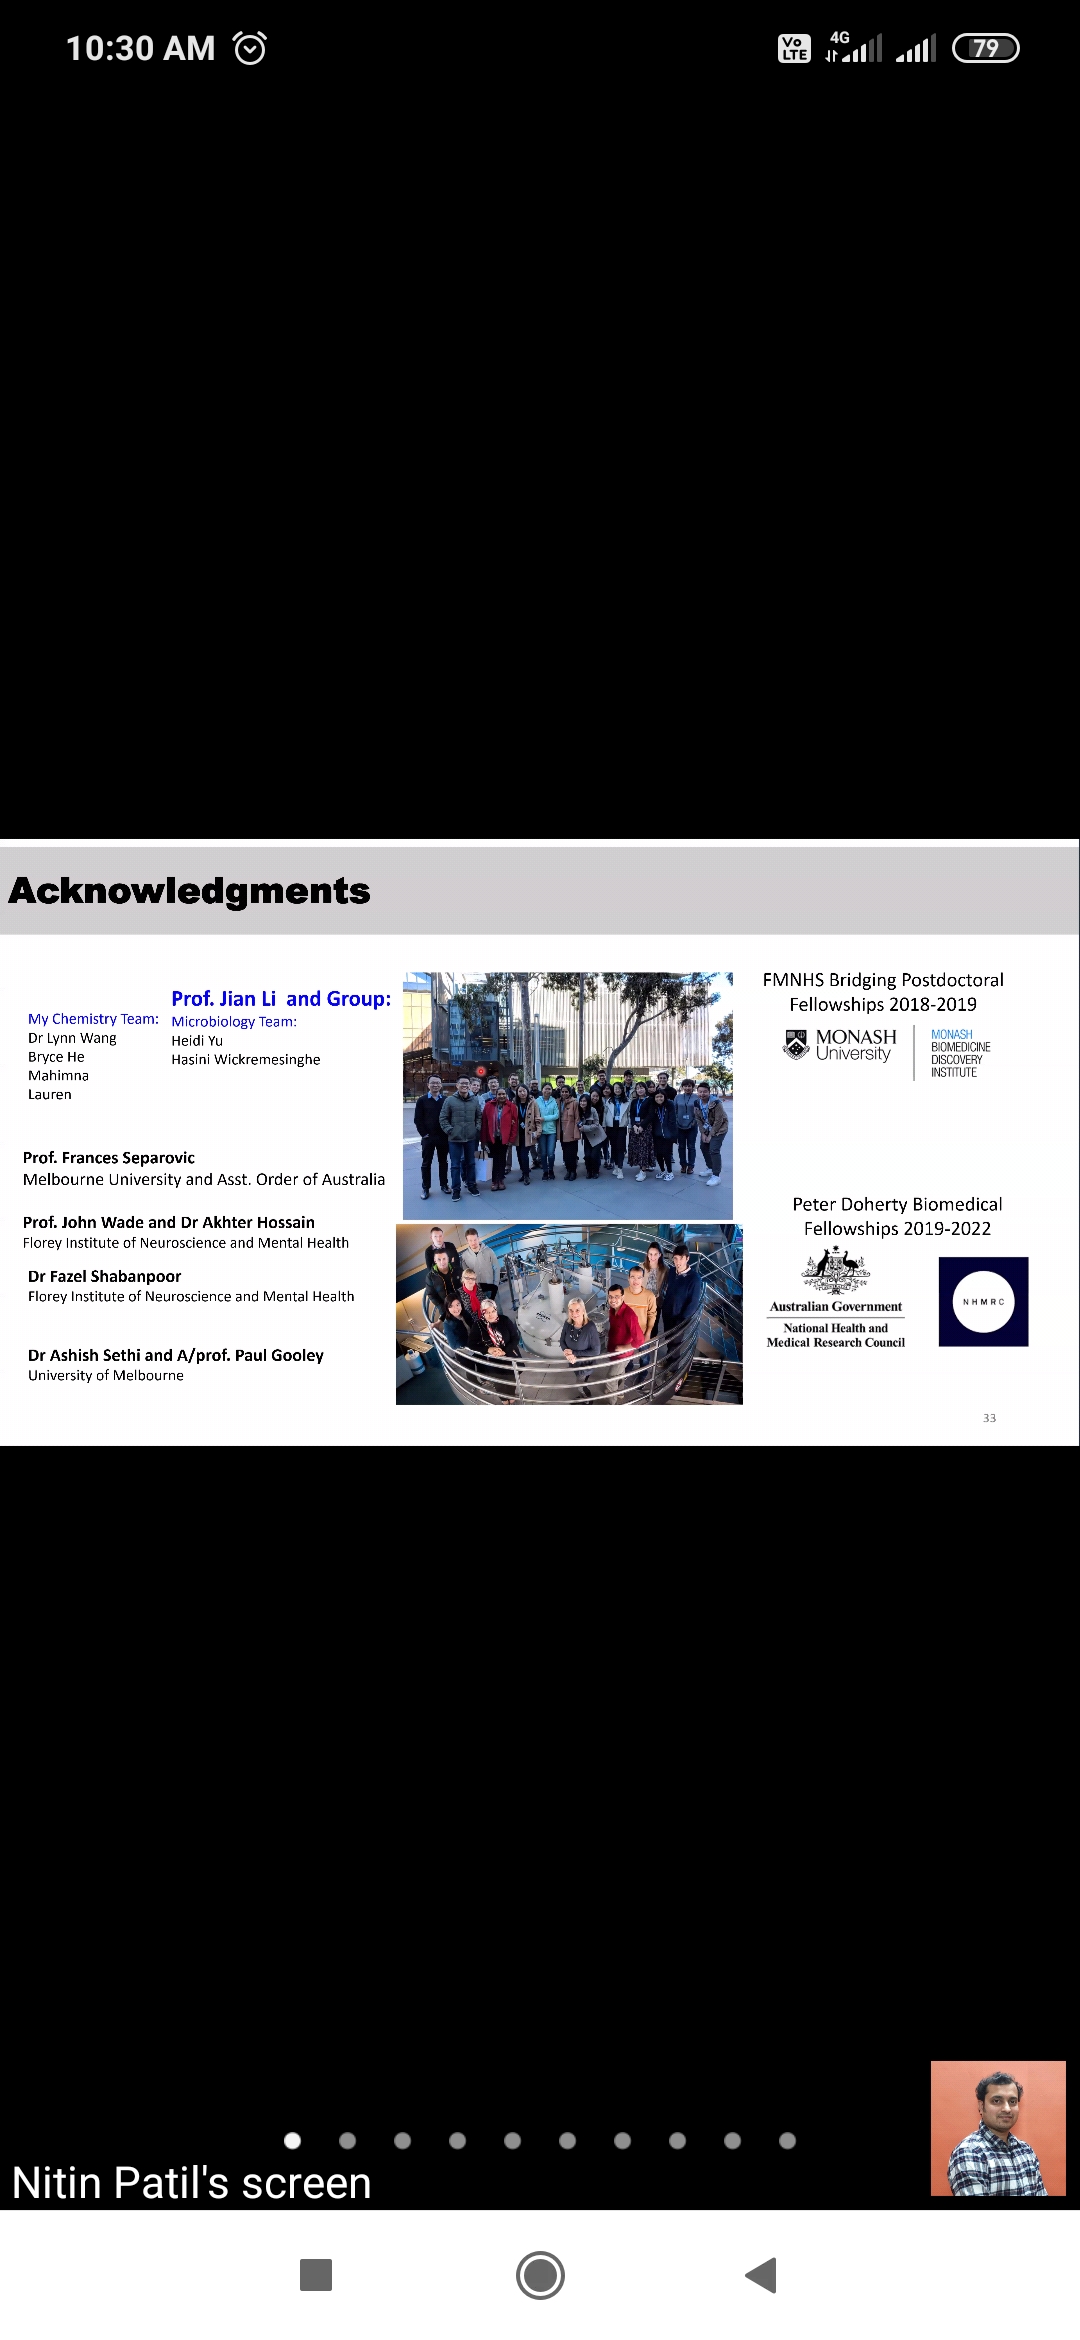 10:30 AM
Vo LTE
4G
79
Acknowledgments
Prof. Jian Li  and Group:
My Chemistry Team:
Dr Lynn Wang
Bryce He
Mahimna
Lauren
Microbiology Team:
Heidi Yu
Hasini Wickremesinghe
Prof. Frances Separovic
Melbourne University and Asst. Order of Australia
Prof. John Wade and Dr Akhter Hossain
Florey Institute of Neuroscience and Mental Health
Dr Fazel Shabanpoor
Florey Institute of Neuroscience and Mental Health
Dr Ashish Sethi and A/prof. Paul Gooley
University of Melbourne
FMNHS Bridging Postdoctoral
Fellowships 2018-2019
MONASH
University
MONASH
BIOMEDICINE
DISCOVERY
INSTITUTE
Peter Doherty Biomedical
Fellowships 2019-2022
Australian Government
National Health and
Medical Research Council
NHMRC
33
Nitin Patil's screen